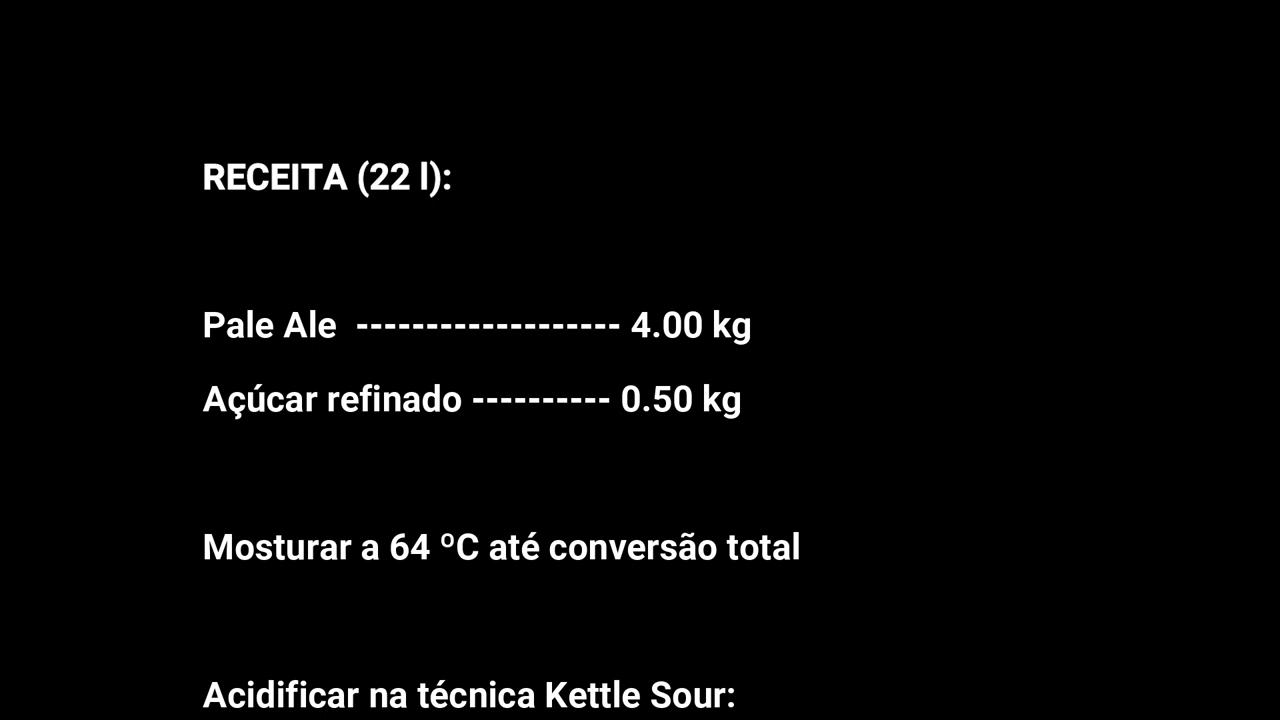 RECEITA (22 l):
Pale Ale ------------------- 4.00 kg
Açúcar refinado ---------- 0.50 kg
Mosturar a 64 ºC até conversão total
Acidificar na técnica Kettle Sour: